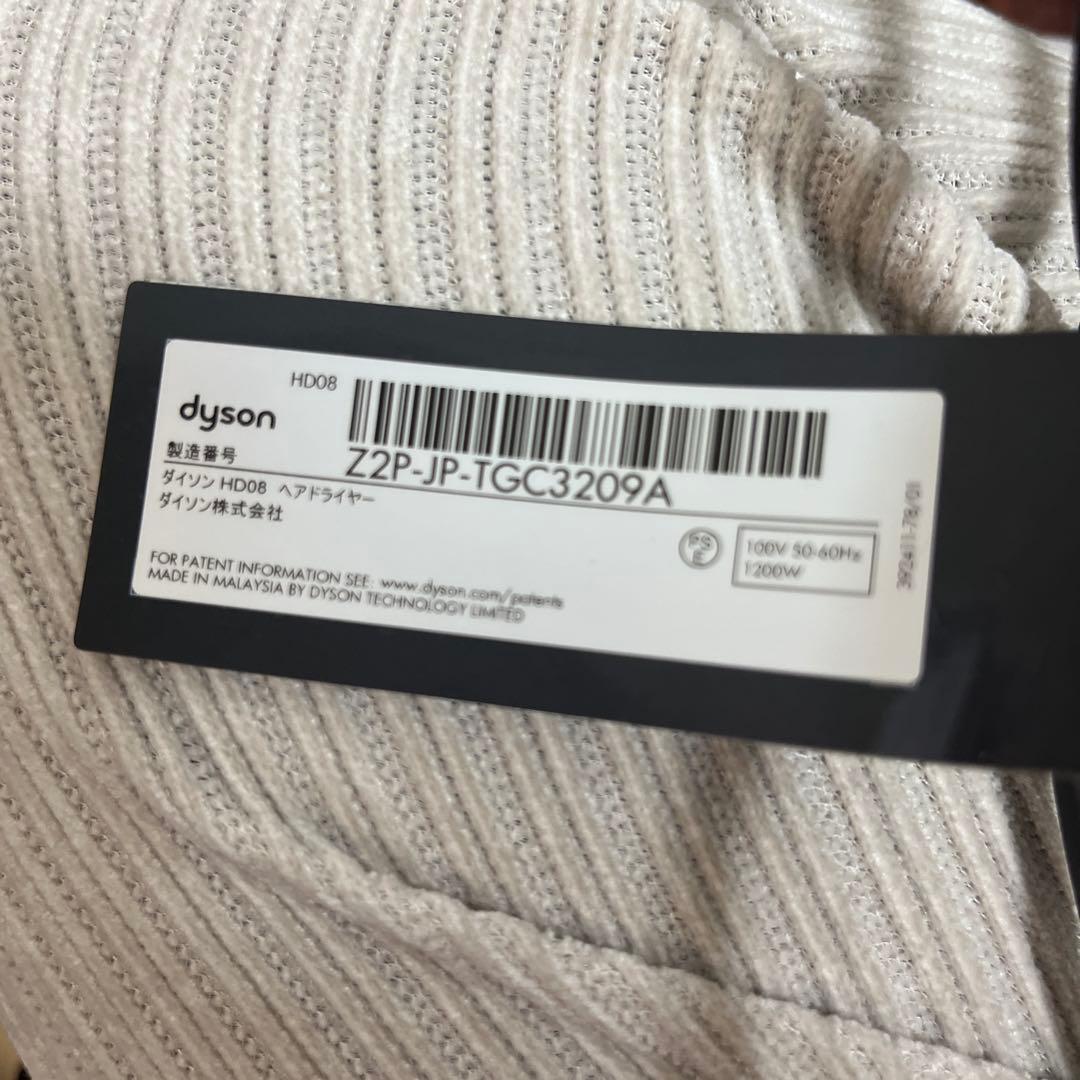 HD08
dyson
製造番号
Z2P-JP-TGC3209A
ダイソン HD08 ヘアドライヤー
ダイソン株式会社
PS
E
100V 50-60Hz
1200W
FOR PATENT INFORMATION SEE: www.dyson.com/patents
MADE IN MALAYSIA BY DYSON TECHNOLOGY LIMITED
392411-78/01